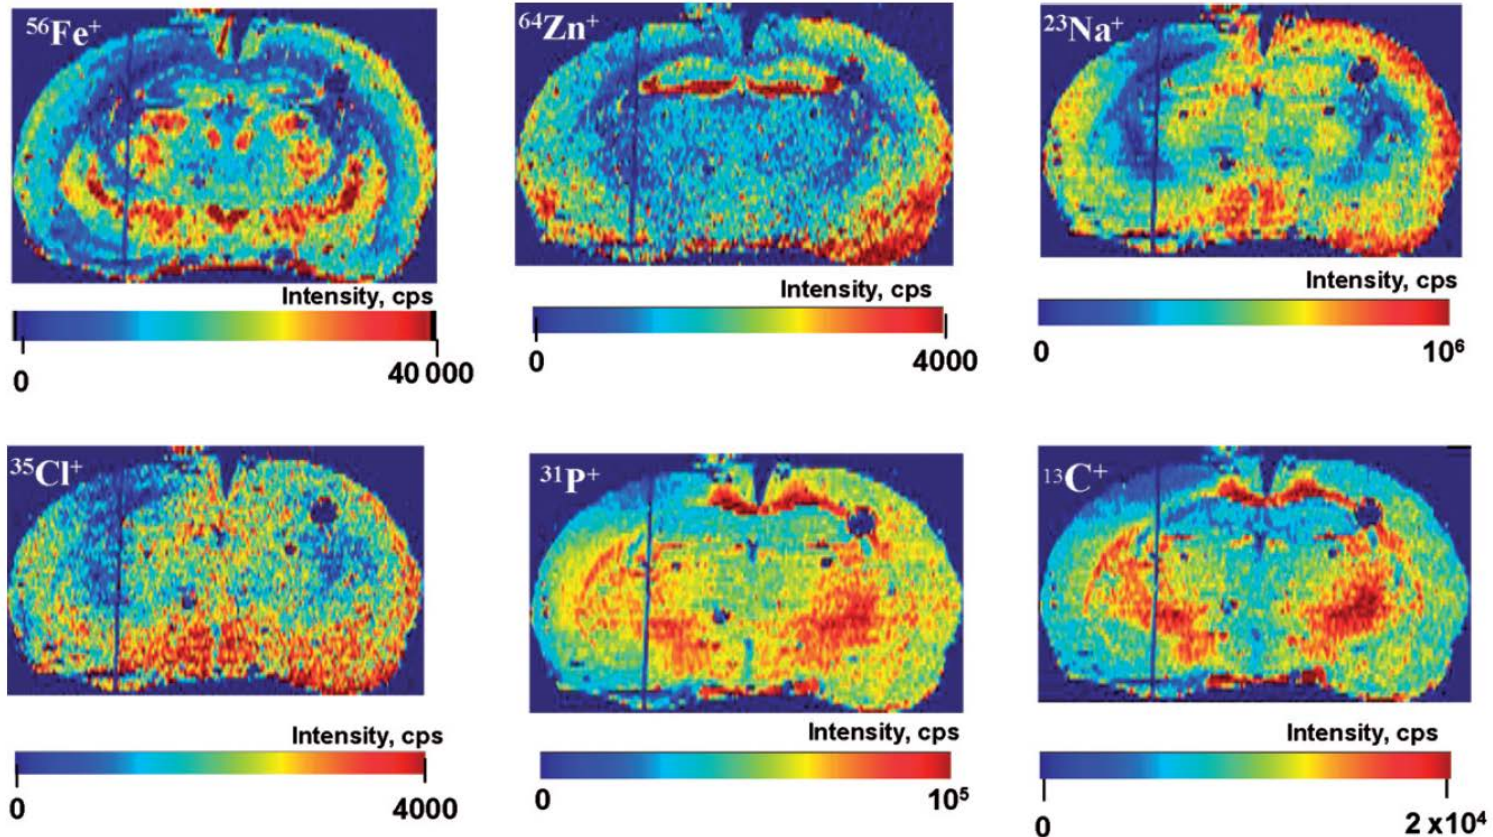 ⁵⁶Fe⁺
⁶⁴Zn⁺
²³Na⁺
Intensity, cps
0
40 000
Intensity, cps
0
4000
Intensity, cps
0
10⁶
³⁵Cl⁺
³¹P⁺
¹³C⁺
Intensity, cps
0
4000
Intensity, cps
0
10⁵
Intensity, cps
0
2 x10⁴